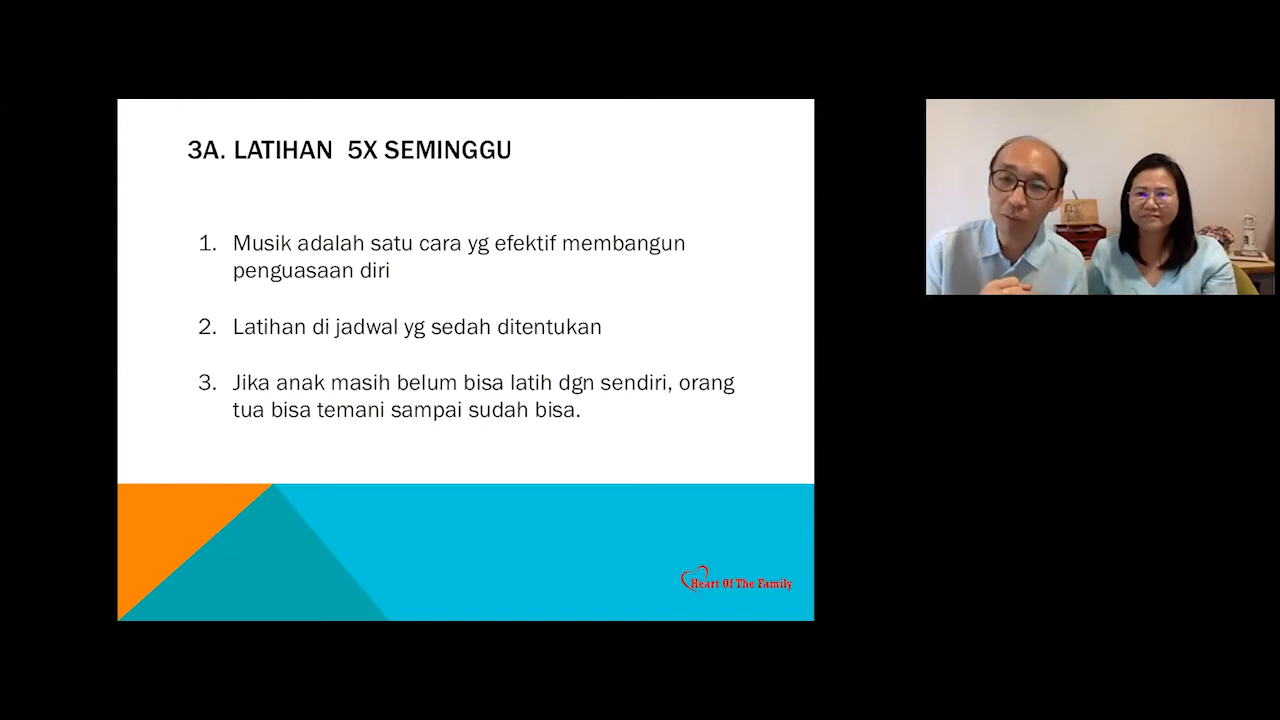 3A. LATIHAN 5X SEMINGGU
1. Musik adalah satu cara yg efektif membangun
penguasaan diri
2. Latihan di jadwal yg sedah ditentukan
3. Jika anak masih belum bisa latih dgn sendiri, orang
tua bisa temani sampai sudah bisa.
Heart Of The Family